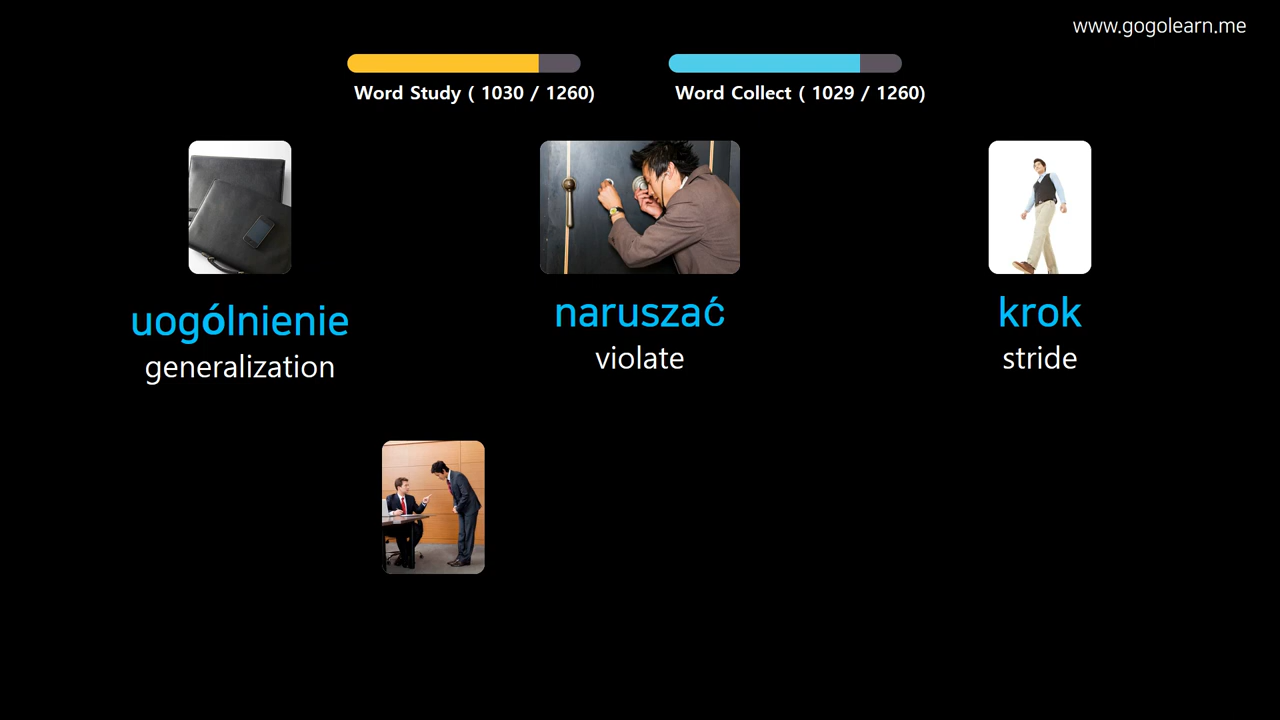 www.gogolearn.me
Word Study ( 1030 / 1260)
Word Collect ( 1029 / 1260)
uogólnienie
generalization
naruszać
violate
krok
stride